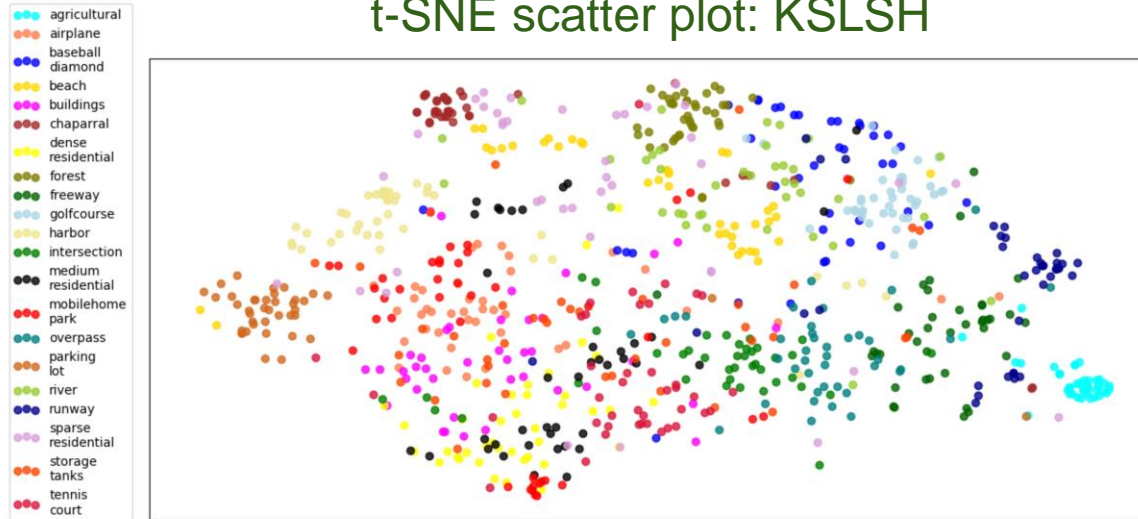 t-SNE scatter plot: KSLSH
agricultural
airplane
baseball
diamond
beach
buildings
chaparral
dense
residential
forest
freeway
golfcourse
harbor
intersection
medium
residential
mobilehome
park
overpass
parking
lot
river
runway
sparse
residential
storage
tanks
tennis
court